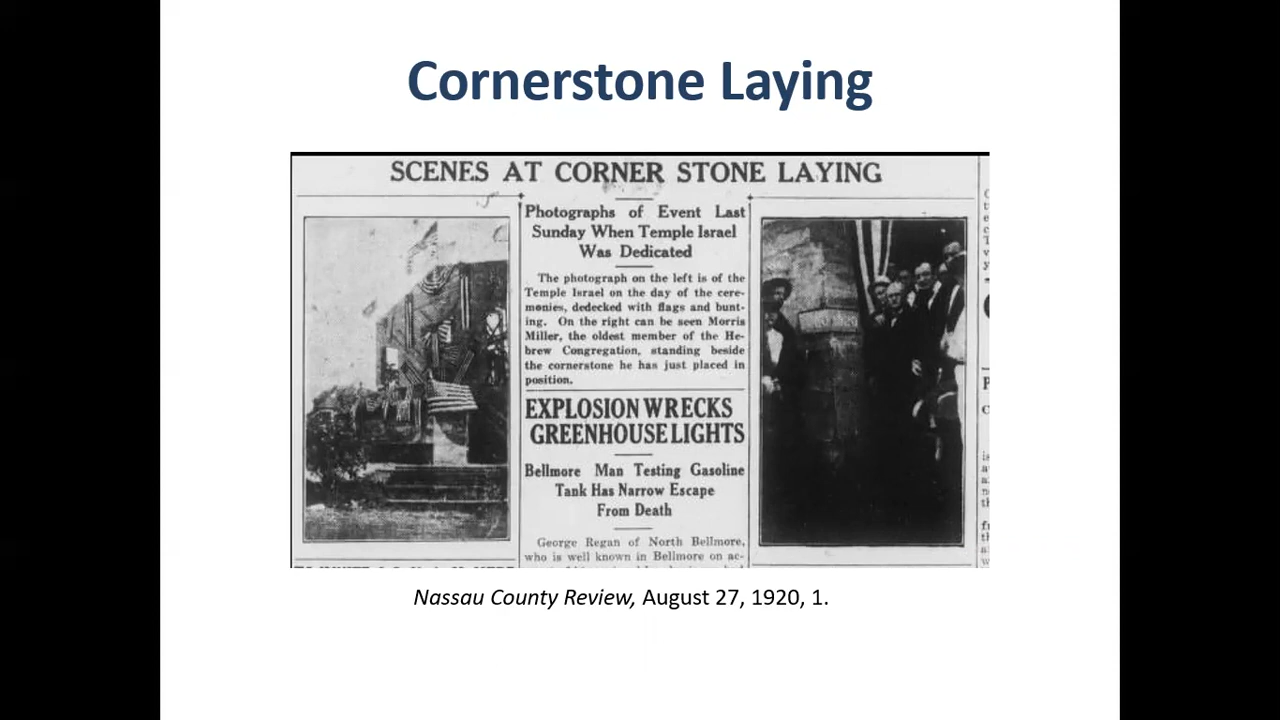 Cornerstone Laying
SCENES AT CORNER STONE LAYING
Photographs of Event Last
Sunday When Temple Israel
Was Dedicated
The photograph on the left is of the
Temple Israel on the day of the cere-
monies, dedecked with flags and bunt-
ing. On the right can be seen Morris
Miller, the oldest member of the He-
brew Congregation, standing beside
the cornerstone he has just placed in
position.
EXPLOSION WRECKS
GREENHOUSE LIGHTS
Bellmore Man Testing Gasoline
Tank Has Narrow Escape
From Death
George Regan of North Bellmore,
who is well known in Bellmore on ac-
Nassau County Review, August 27, 1920, 1.